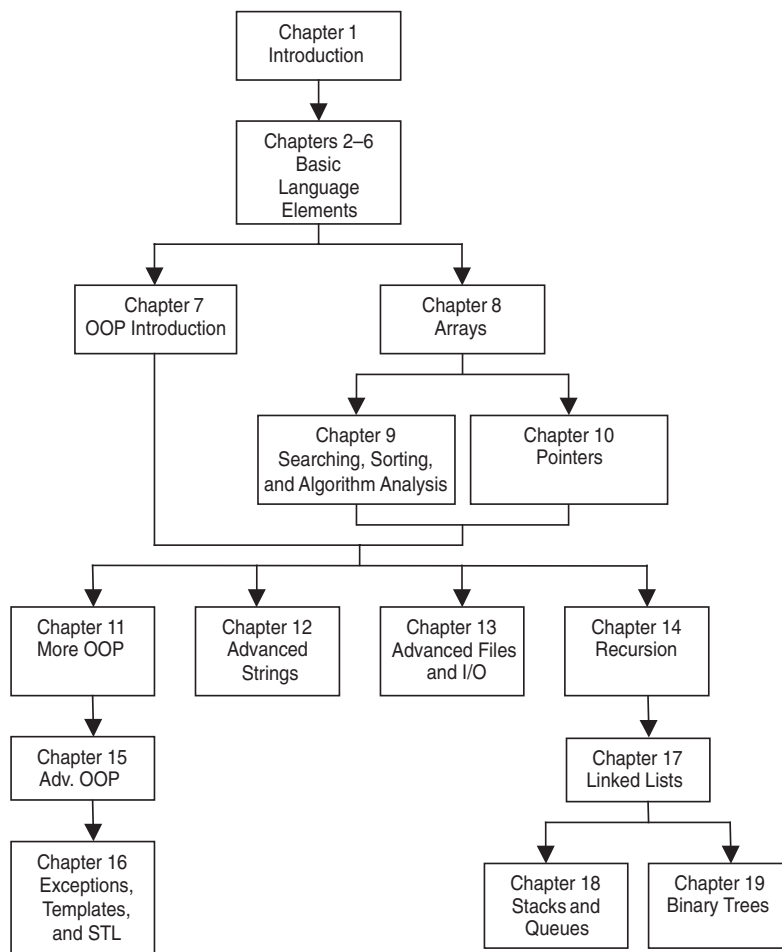 Chapter 1
Introduction
Chapters 2–6
Basic
Language
Elements
Chapter 7
OOP Introduction
Chapter 8
Arrays
Chapter 9
Searching, Sorting,
and Algorithm Analysis
Chapter 10
Pointers
Chapter 11
More OOP
Chapter 12
Advanced
Strings
Chapter 13
Advanced Files
and I/O
Chapter 14
Recursion
Chapter 15
Adv. OOP
Chapter 17
Linked Lists
Chapter 16
Exceptions,
Templates,
and STL
Chapter 18
Stacks and
Queues
Chapter 19
Binary Trees